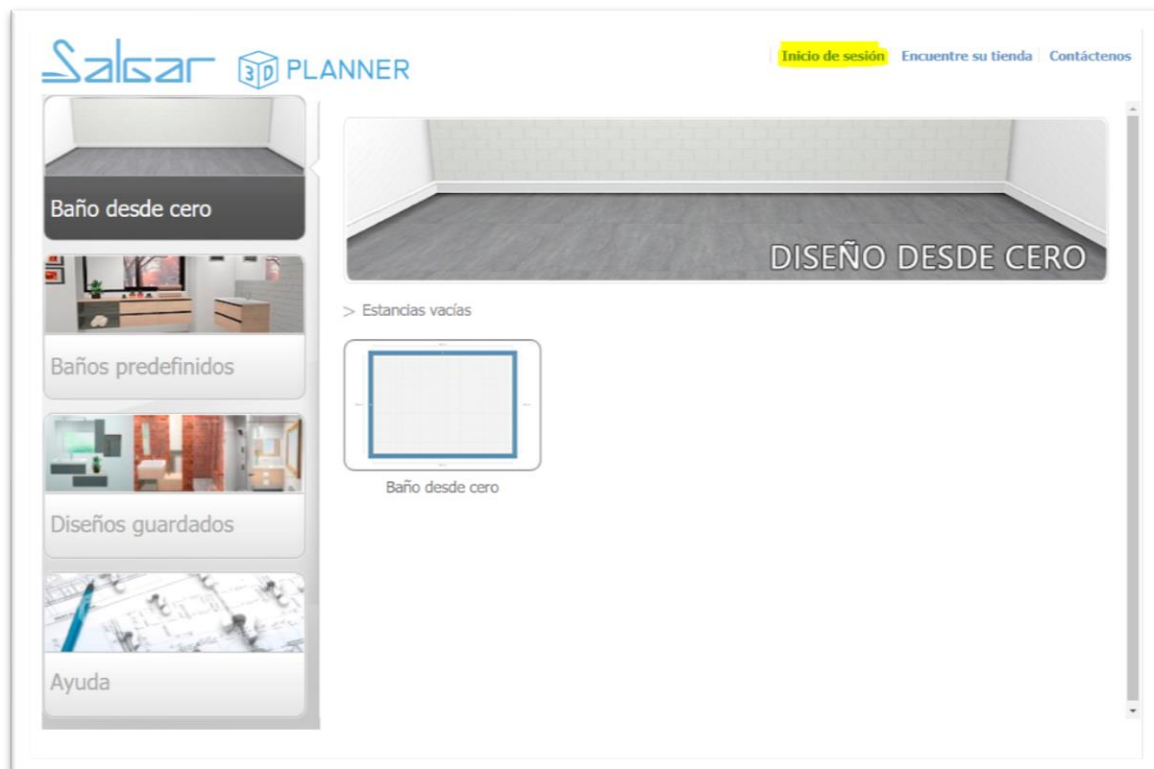 Salgar 3D PLANNER
Inicio de sesión Encuentre su tienda Contáctenos
Baño desde cero
Baños predefinidos
Diseños guardados
Ayuda
DISEÑO DESDE CERO
> Estancias vacías
Baño desde cero